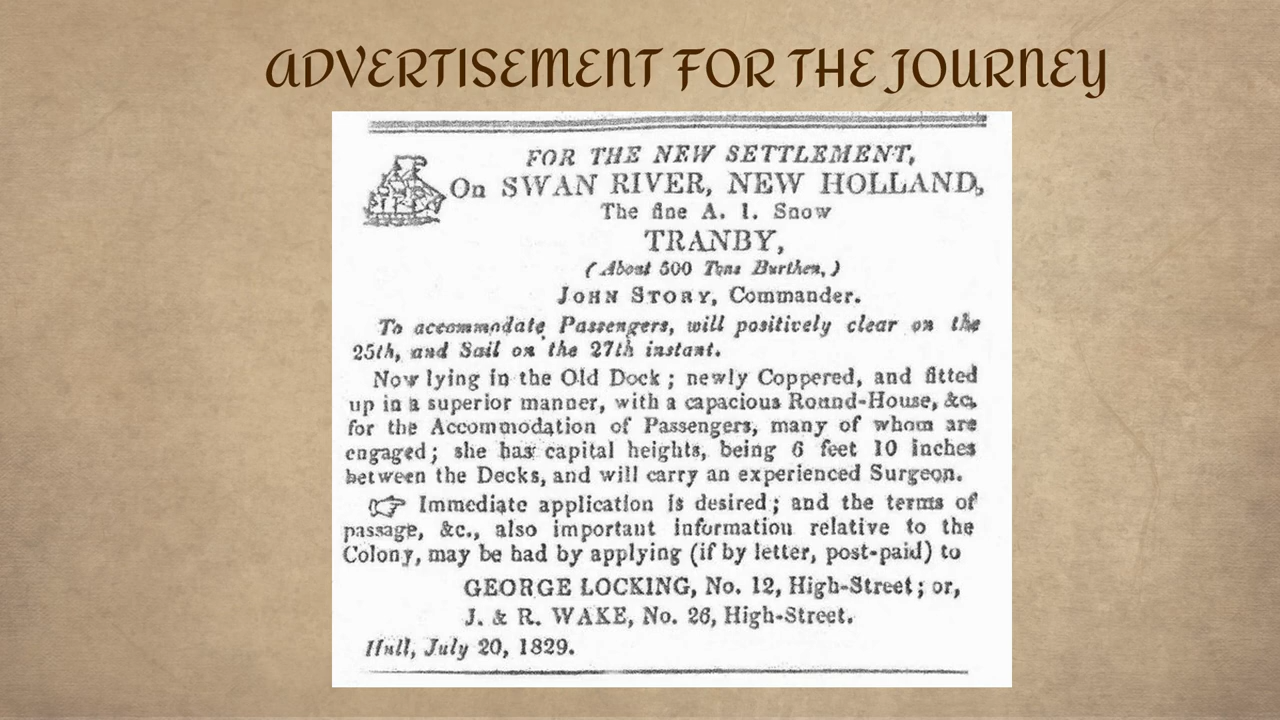 ADVERTISEMENT FOR THE JOURNEY
FOR THE NEW SETTLEMENT,
On SWAN RIVER, NEW HOLLAND,
The fine A. 1. Snow
TRANBY,
(About 500 Tons Burthen,)
JOHN STORY, Commander.
To accommodate Passengers, will positively clear on the
25th, and Sail on the 27th instant.
Now lying in the Old Dock; newly Coppered, and fitted
up in a superior manner, with a capacious Round-House, &c,
for the Accommodation of Passengers, many of whom are
engaged; she has capital heights, being 6 feet 10 inches
between the Decks, and will carry an experienced Surgeon.
☞ Immediate application is desired; and the terms of
passage, &c., also important information relative to the
Colony, may be had by applying (if by letter, post-paid) to
GEORGE LOCKING, No. 12, High-Street; or,
J. & R. WAKE, No. 26, High-Street.
Hull, July 20, 1829.